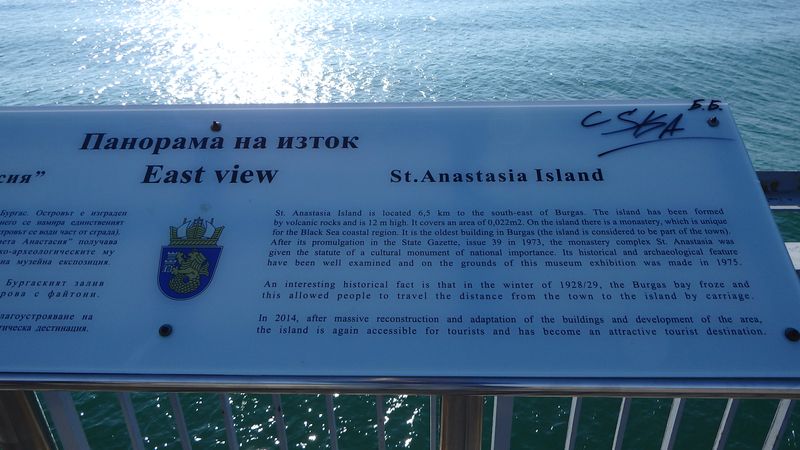 Б.Б.
CSKA
Панорама на изток
East view
сия”
St.Anastasia Island
Бургас. Островът е изграден
него се намира единственият
стровът се води част от града).
вета Анастасия” получава
ко-археологическите му
на музейна експозиция.
Бургаският залив
рова с файтони.
лагоустрояване на
тическа дестинация.
St. Anastasia Island is located 6,5 km to the south-east of Burgas. The island has been formed
by volcanic rocks and is 12 m high. It covers an area of 0,022m2. On the island there is a monastery, which is unique
for the Black Sea coastal region. It is the oldest building in Burgas (the island is considered to be part of the town).
After its promulgation in the State Gazette, issue 39 in 1973, the monastery complex St. Anastasia was
given the statute of a cultural monument of national importance. Its historical and archaeological feature
have been well examined and on the grounds of this museum exhibition was made in 1975.
An interesting historical fact is that in the winter of 1928/29, the Burgas bay froze and
this allowed people to travel the distance from the town to the island by carriage.
In 2014, after massive reconstruction and adaptation of the buildings and development of the area,
the island is again accessible for tourists and has become an attractive tourist destination.